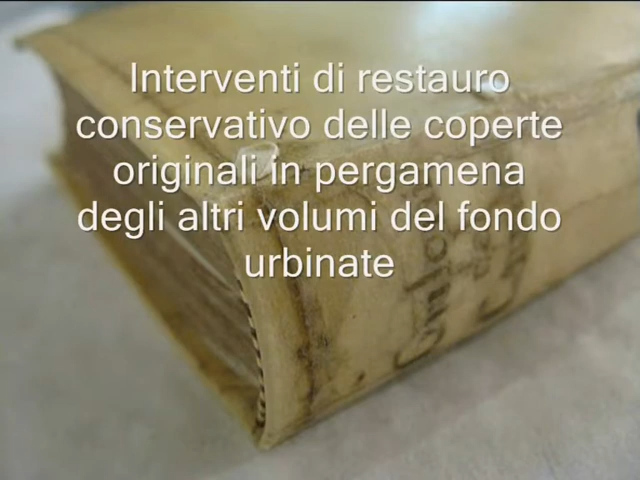 Interventi di restauro
conservativo delle coperte
originali in pergamena
degli altri volumi del fondo
urbinate